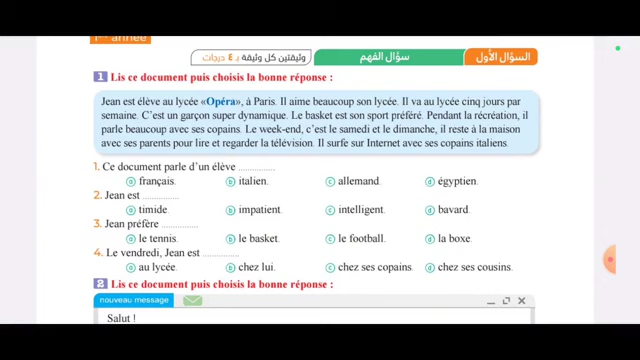 1ère année
السؤال الأول
سؤال الفهم
وثيقتين كل وثيقة بـ ٤ درجات
1 Lis ce document puis choisis la bonne réponse :
Jean est élève au lycée «Opéra», à Paris. Il aime beaucoup son lycée. Il va au lycée cinq jours par
semaine. C'est un garçon super dynamique. Le basket est son sport préféré. Pendant la récréation, il
parle beaucoup avec ses copains. Le week-end, c'est le samedi et le dimanche, il reste à la maison
avec ses parents pour lire et regarder la télévision. Il surfe sur Internet avec ses copains italiens.
1. Ce document parle d'un élève ...............
a français. b italien. c allemand. d égyptien.
2. Jean est ...............
a timide. b impatient. c intelligent. d bavard.
3. Jean préfère ...............
a le tennis. b le basket. c le football. d la boxe.
4. Le vendredi, Jean est ...............
a au lycée. b chez lui. c chez ses copains. d chez ses cousins.
2 Lis ce document puis choisis la bonne réponse :
nouveau message
Salut !